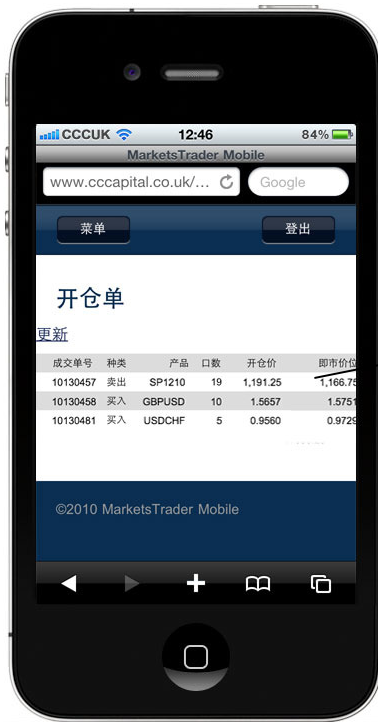 CCCUK 12:46 84%
MarketsTrader Mobile
www.cccapital.co.uk/... Google
菜单 登出
开仓单
更新
成交单号 种类 产品 口数 开仓价 即市价位
10130457 卖出 SP1210 19 1,191.25 1,166.75
10130458 买入 GBPUSD 10 1.5657 1.5751
10130481 买入 USDCHF 5 0.9560 0.9729
©2010 MarketsTrader Mobile